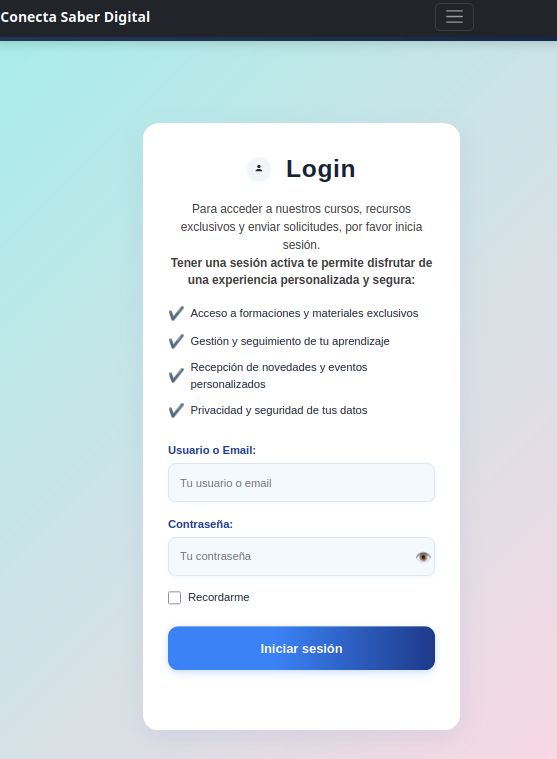 Conecta Saber Digital
Login
Para acceder a nuestros cursos, recursos
exclusivos y enviar solicitudes, por favor inicia
sesión.
Tener una sesión activa te permite disfrutar de
una experiencia personalizada y segura:
✔️ Acceso a formaciones y materiales exclusivos
✔️ Gestión y seguimiento de tu aprendizaje
✔️ Recepción de novedades y eventos
personalizados
✔️ Privacidad y seguridad de tus datos
Usuario o Email:
Tu usuario o email
Contraseña:
Tu contraseña
Recordarme
Iniciar sesión